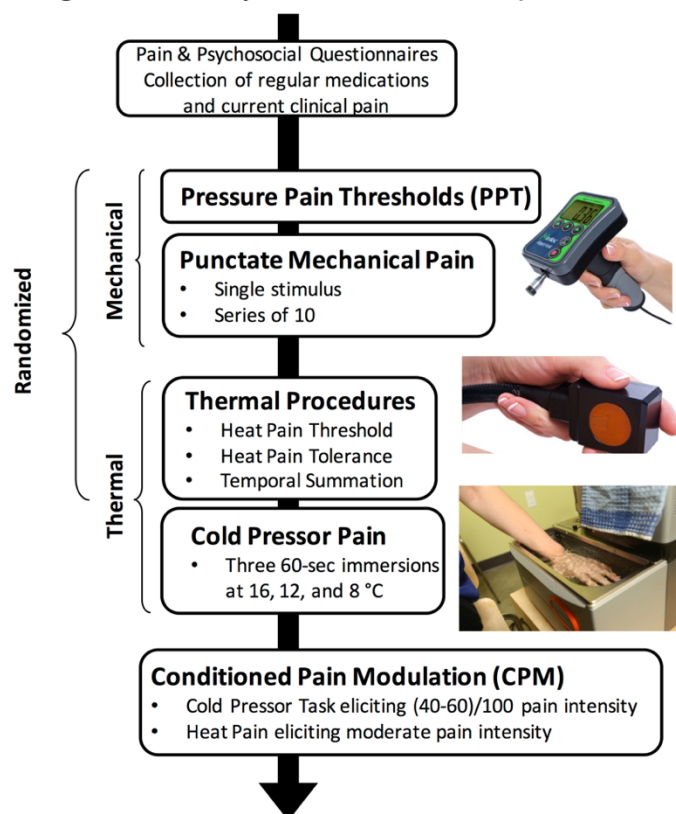 Pain & Psychosocial Questionnaires
Collection of regular medications
and current clinical pain
Randomized
Mechanical
Pressure Pain Thresholds (PPT)
Punctate Mechanical Pain
• Single stimulus
• Series of 10
Thermal
Thermal Procedures
• Heat Pain Threshold
• Heat Pain Tolerance
• Temporal Summation
Cold Pressor Pain
• Three 60-sec immersions
at 16, 12, and 8 °C
Conditioned Pain Modulation (CPM)
• Cold Pressor Task eliciting (40-60)/100 pain intensity
• Heat Pain eliciting moderate pain intensity